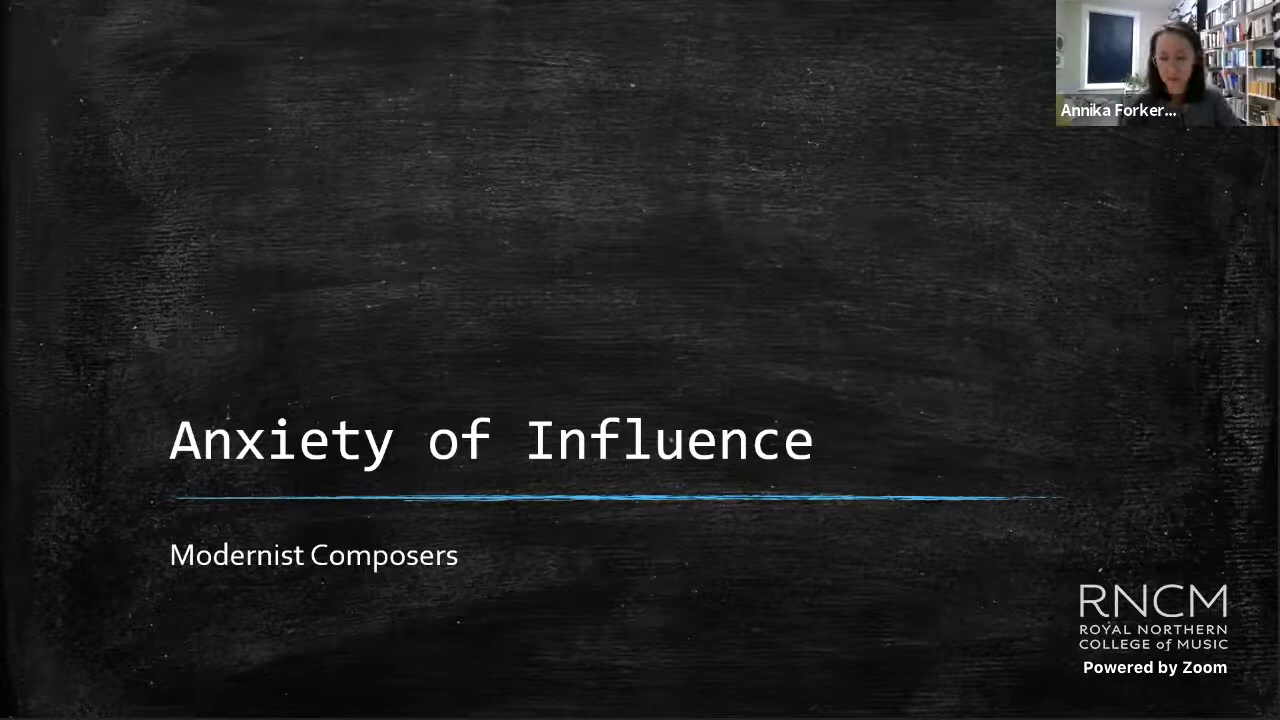 Annika Forker...
Anxiety of Influence
Modernist Composers
RNCM
ROYAL NORTHERN
COLLEGE of MUSIC
Powered by Zoom